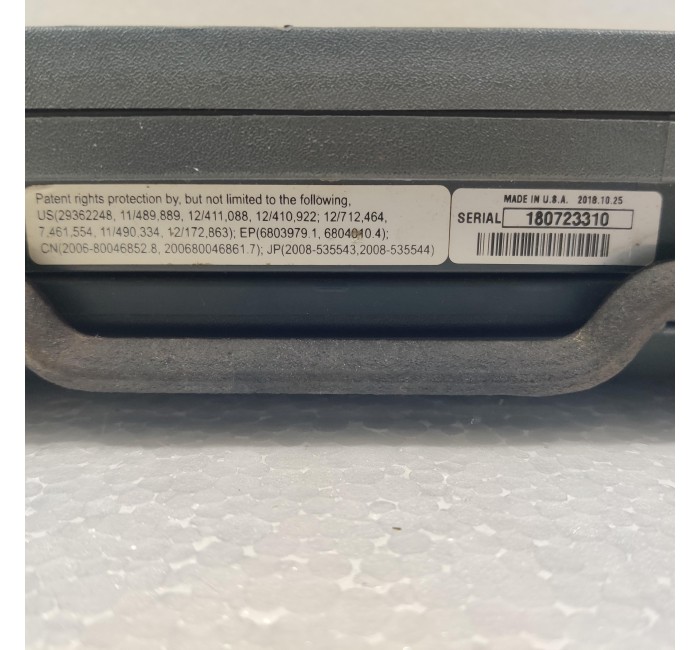 Patent rights protection by, but not limited to the following,
US(29362248, 11/489,889, 12/411,088, 12/410,922; 12/712,464,
7,461,554, 11/490,334, 12/172,863); EP(6803979.1, 6804010.4);
CN(2006-80046852.8, 200680046861.7); JP(2008-535543,2008-535544)
MADE IN U.S.A. 2018.10.25
SERIAL 180723310